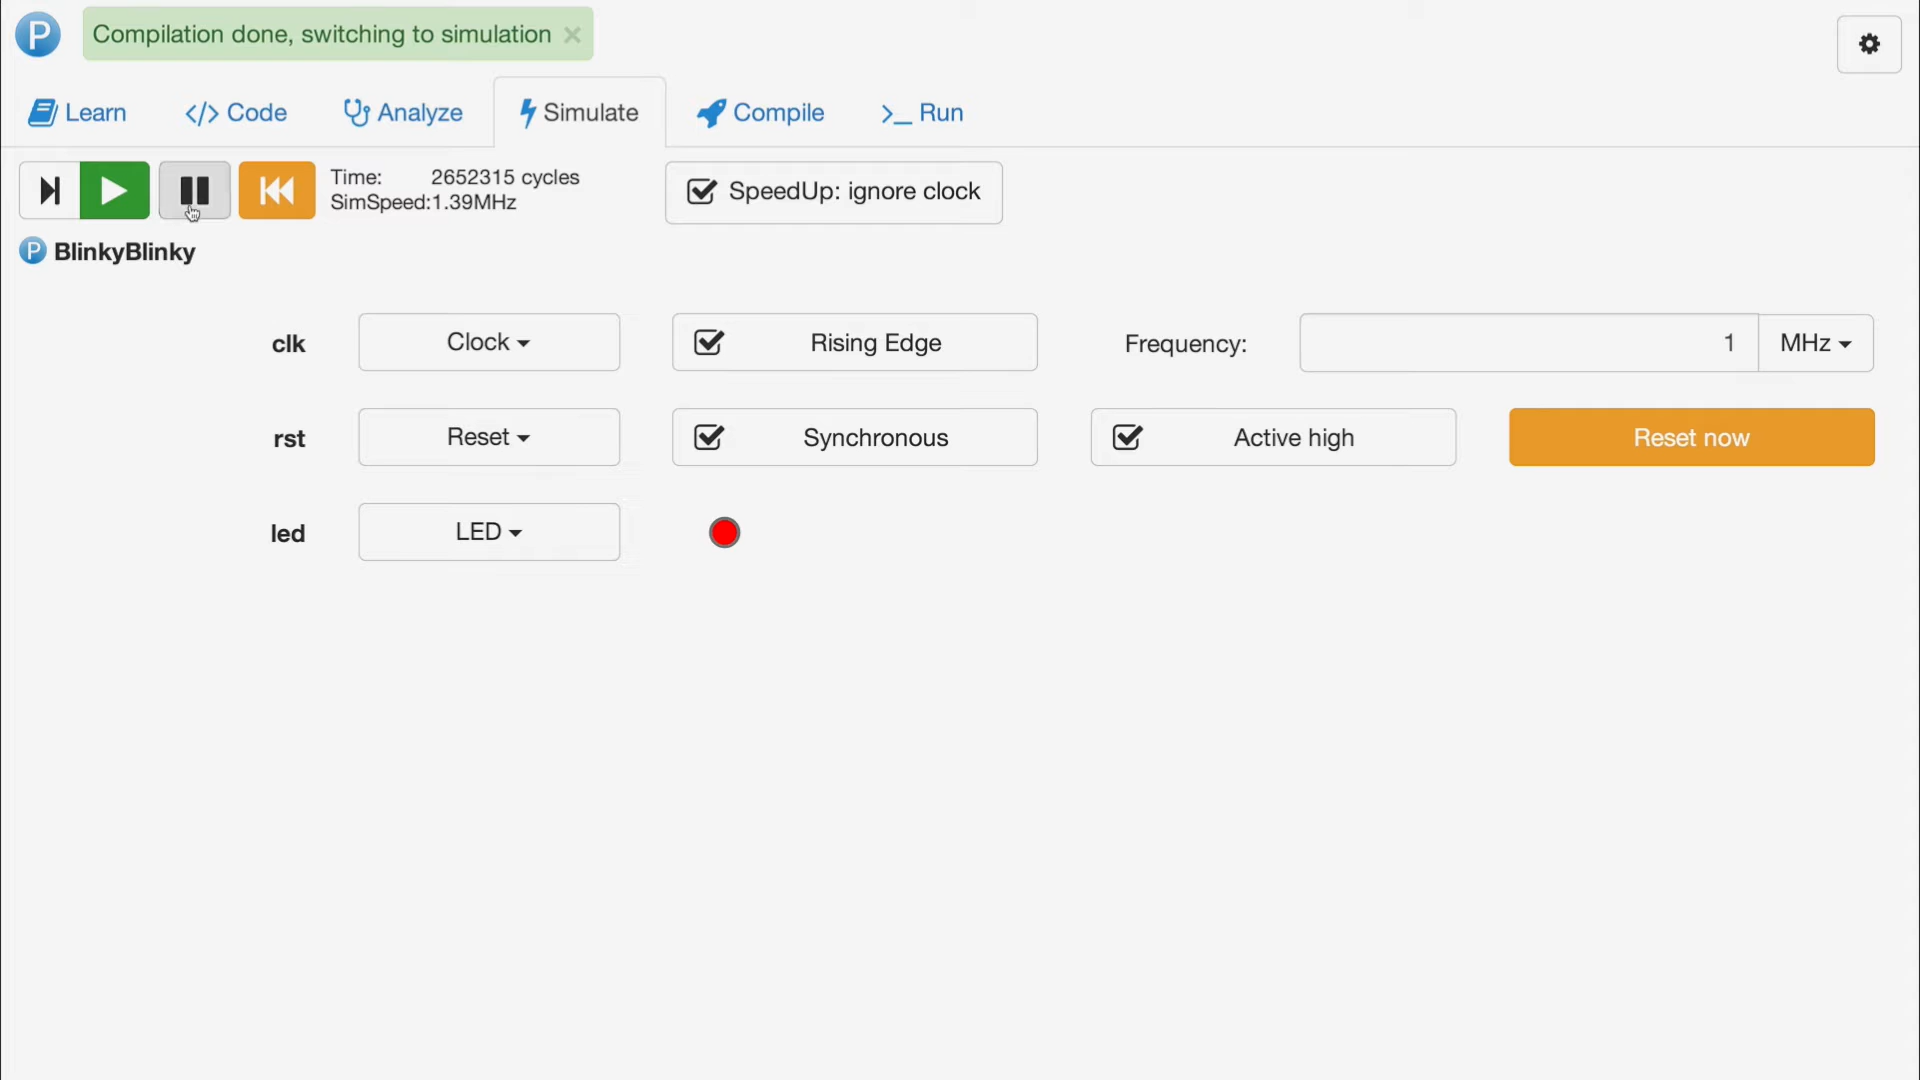 P Compilation done, switching to simulation ×
Learn </> Code Analyze Simulate Compile >_ Run
Time: 2652315 cycles
SimSpeed:1.39MHz
SpeedUp: ignore clock
P BlinkyBlinky
clk Clock Rising Edge Frequency: 1 MHz
rst Reset Synchronous Active high Reset now
led LED